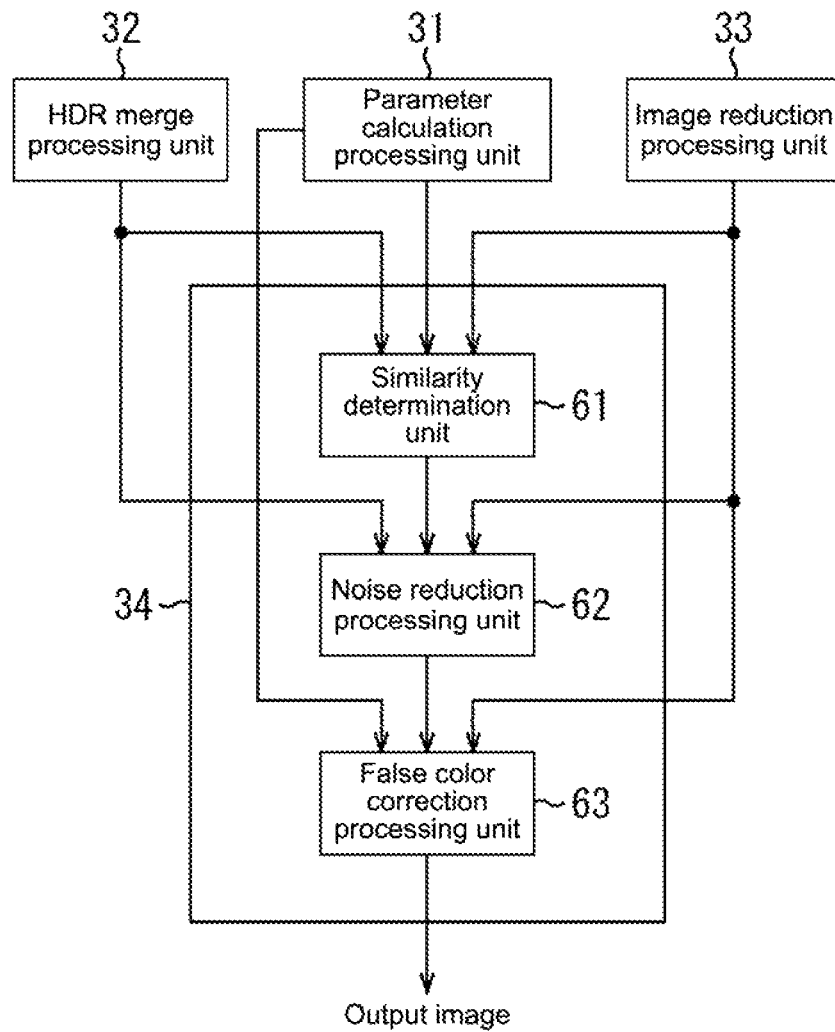 32
31
33
HDR merge
processing unit
Parameter
calculation
processing unit
Image reduction
processing unit
Similarity
determination
unit
61
34
Noise reduction
processing unit
62
False color
correction
processing unit
63
Output image